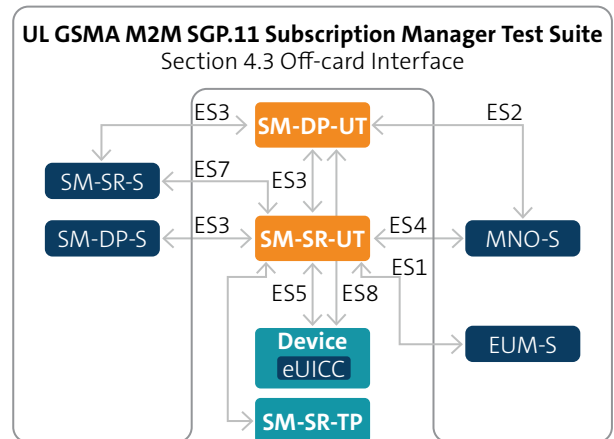 UL GSMA M2M SGP.11 Subscription Manager Test Suite
Section 4.3 Off-card Interface
ES3
SM-DP-UT
ES2
SM-SR-S
ES7
ES3
SM-DP-S
ES3
SM-SR-UT
ES4
MNO-S
ES1
ES5
ES8
Device
eUICC
EUM-S
SM-SR-TP